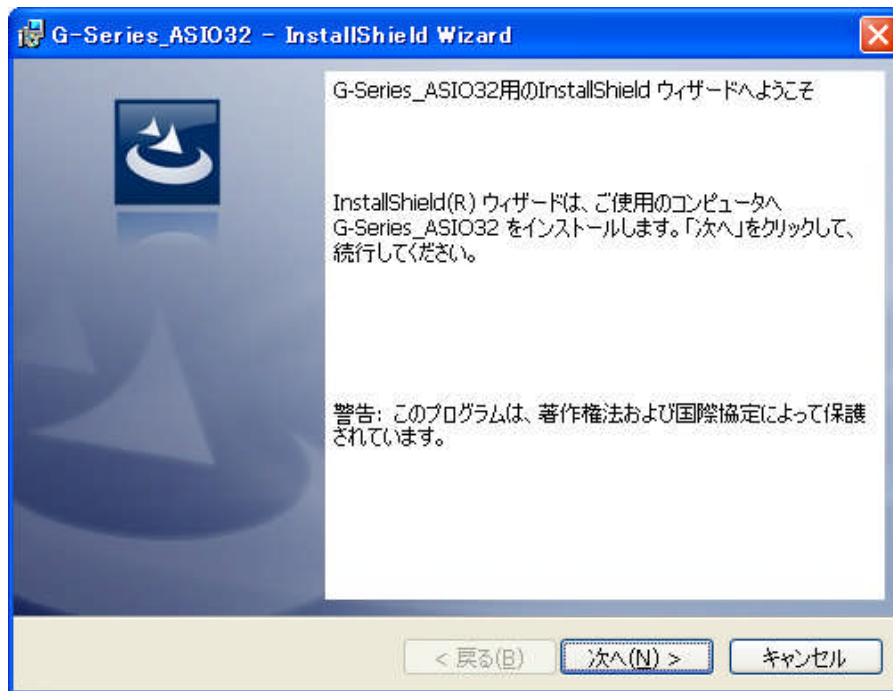 G-Series_ASIO32 - InstallShield Wizard
G-Series_ASIO32用のInstallShield ウィザードへようこそ
InstallShield(R) ウィザードは、ご使用のコンピュータへ
G-Series_ASIO32 をインストールします。「次へ」をクリックして、
続行してください。
警告: このプログラムは、著作権法および国際協定によって保護
されています。
< 戻る(B)
次へ(N) >
キャンセル